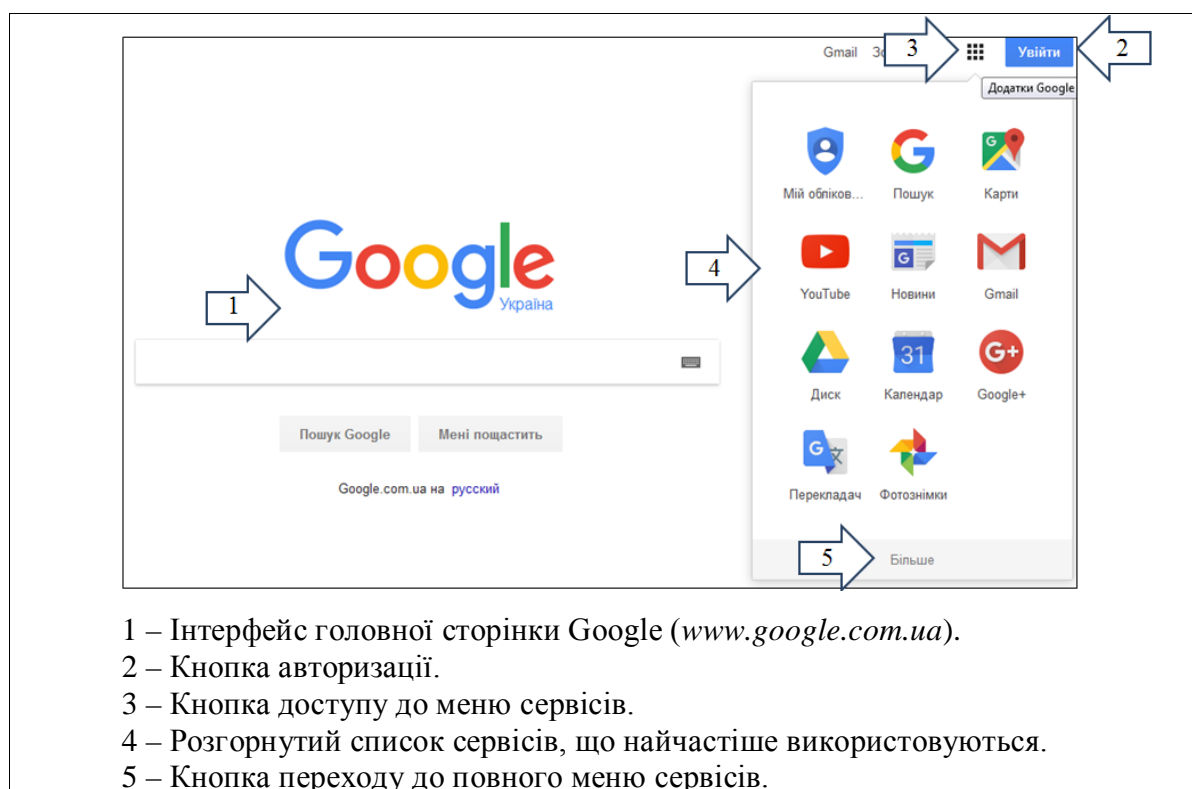 Gmail Зо 3 Увійти 2
Додатки Google
Мій обліков... Пошук Карти
Google
Україна
1
4
YouTube Новини Gmail
31
Диск Календар Google+
Пошук Google Мені пощастить
Google.com.ua на русский
Перекладач Фотознімки
5 Більше
1 – Інтерфейс головної сторінки Google (www.google.com.ua).
2 – Кнопка авторизації.
3 – Кнопка доступу до меню сервісів.
4 – Розгорнутий список сервісів, що найчастіше використовуються.
5 – Кнопка переходу до повного меню сервісів.